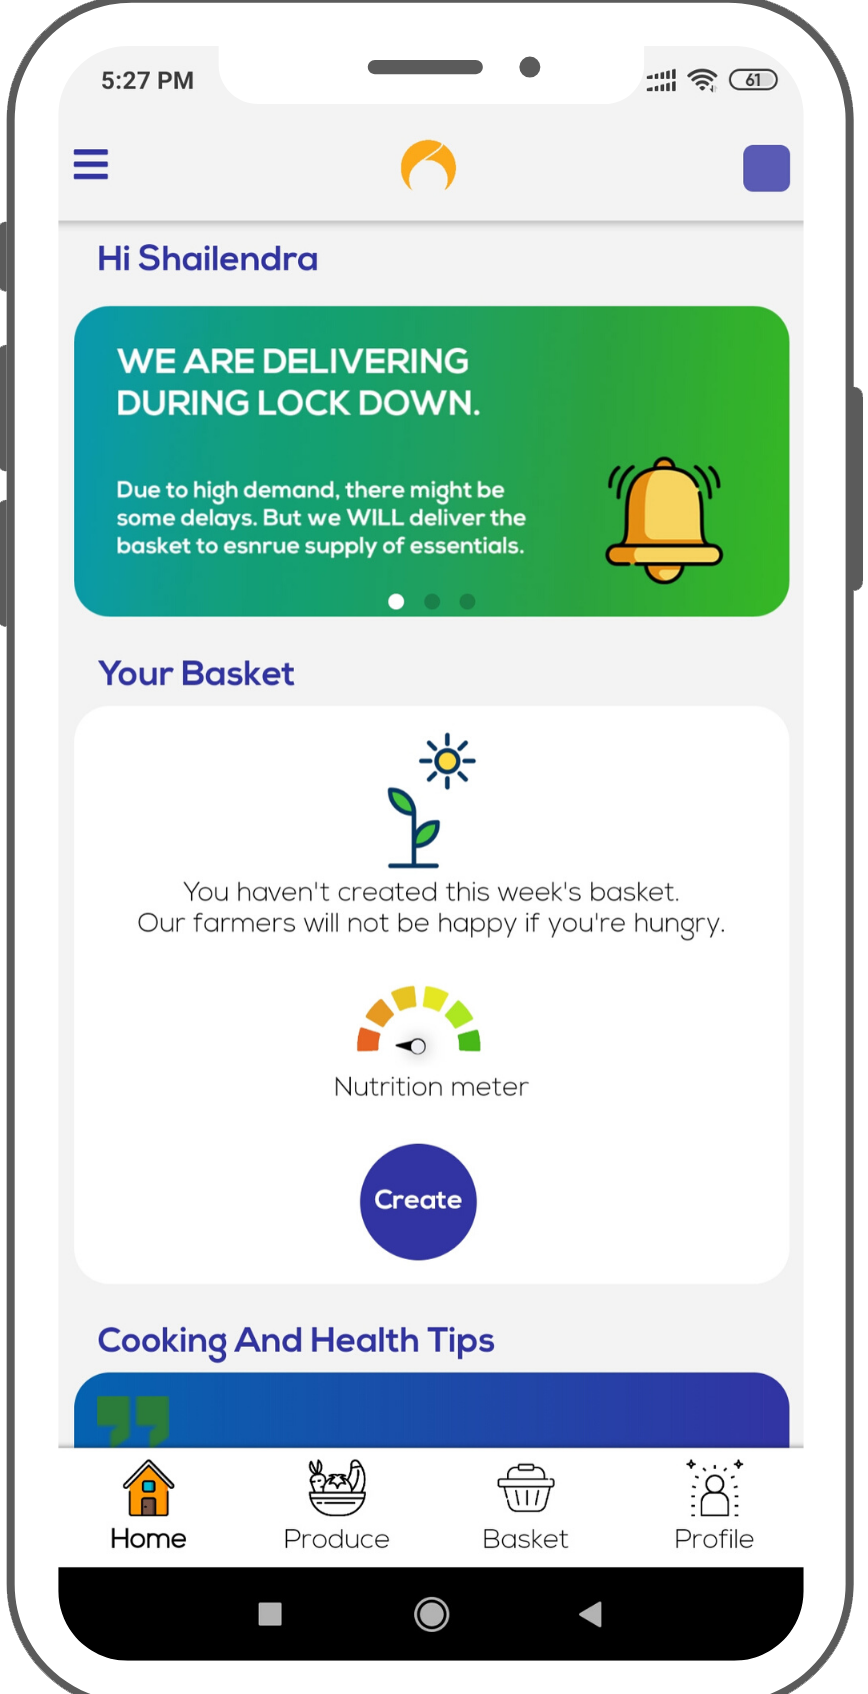 5:27 PM
61
Hi Shailendra
WE ARE DELIVERING
DURING LOCK DOWN.
Due to high demand, there might be
some delays. But we WILL deliver the
basket to esnrue supply of essentials.
Your Basket
You haven't created this week's basket.
Our farmers will not be happy if you're hungry.
Nutrition meter
Create
Cooking And Health Tips
Home
Produce
Basket
Profile